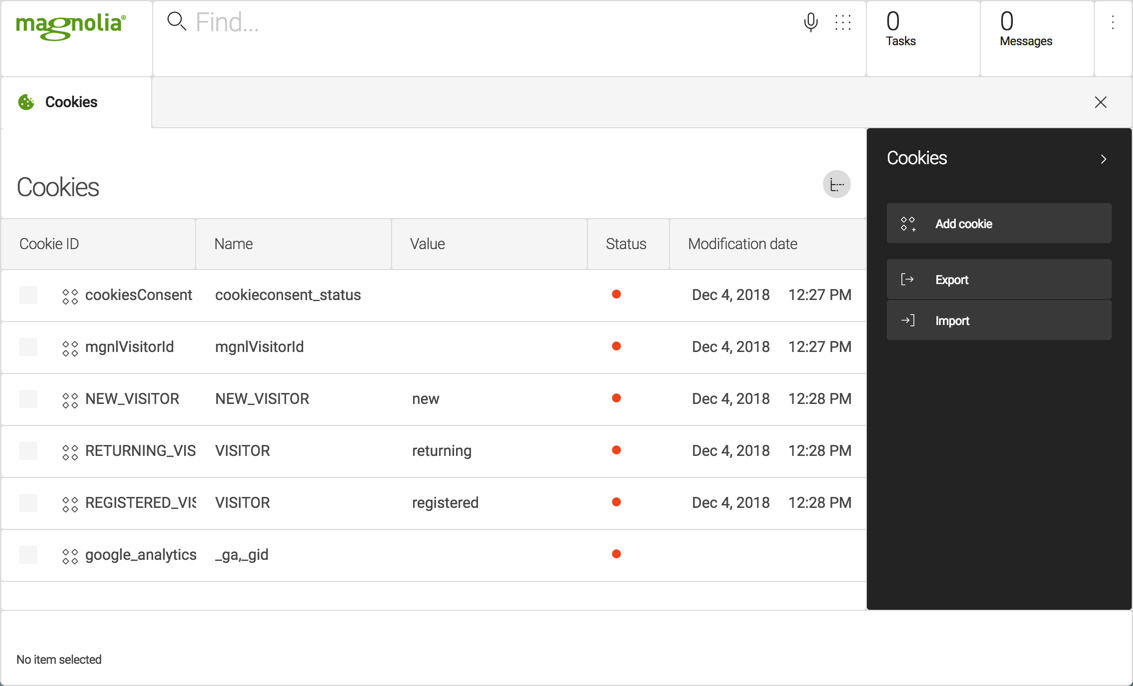 magnolia®
Find...
0
Tasks
0
Messages
Cookies
Cookies
Cookie ID Name Value Status Modification date
cookiesConsent cookieconsent_status Dec 4, 2018 12:27 PM
mgnlVisitorId mgnlVisitorId Dec 4, 2018 12:27 PM
NEW_VISITOR NEW_VISITOR new Dec 4, 2018 12:28 PM
RETURNING_VIS VISITOR returning Dec 4, 2018 12:28 PM
REGISTERED_VIS VISITOR registered Dec 4, 2018 12:28 PM
google_analytics _ga,_gid
Cookies
Add cookie
Export
Import
No item selected